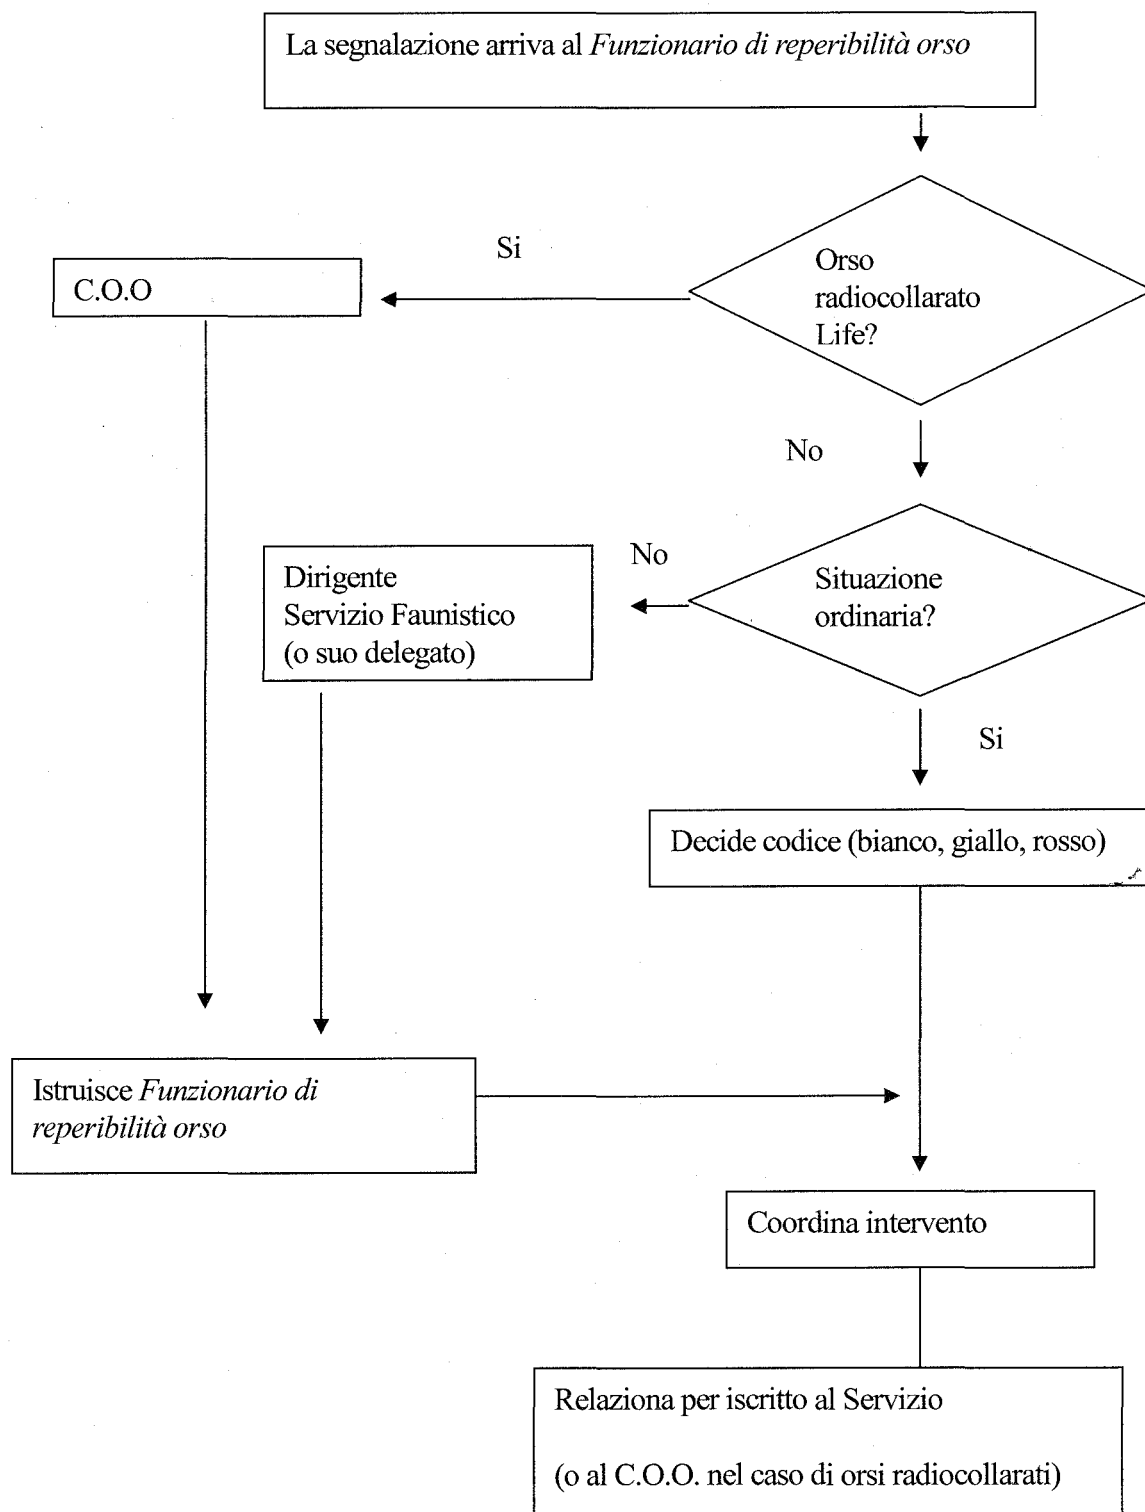 La segnalazione arriva al Funzionario di reperibilità orso
Si
C.O.O
Orso
radiocollarato
Life?
No
No
Dirigente
Servizio Faunistico
(o suo delegato)
Situazione
ordinaria?
Si
Decide codice (bianco, giallo, rosso)
Istruisce Funzionario di
reperibilità orso
Coordina intervento
Relaziona per iscritto al Servizio
(o al C.O.O. nel caso di orsi radiocollarati)